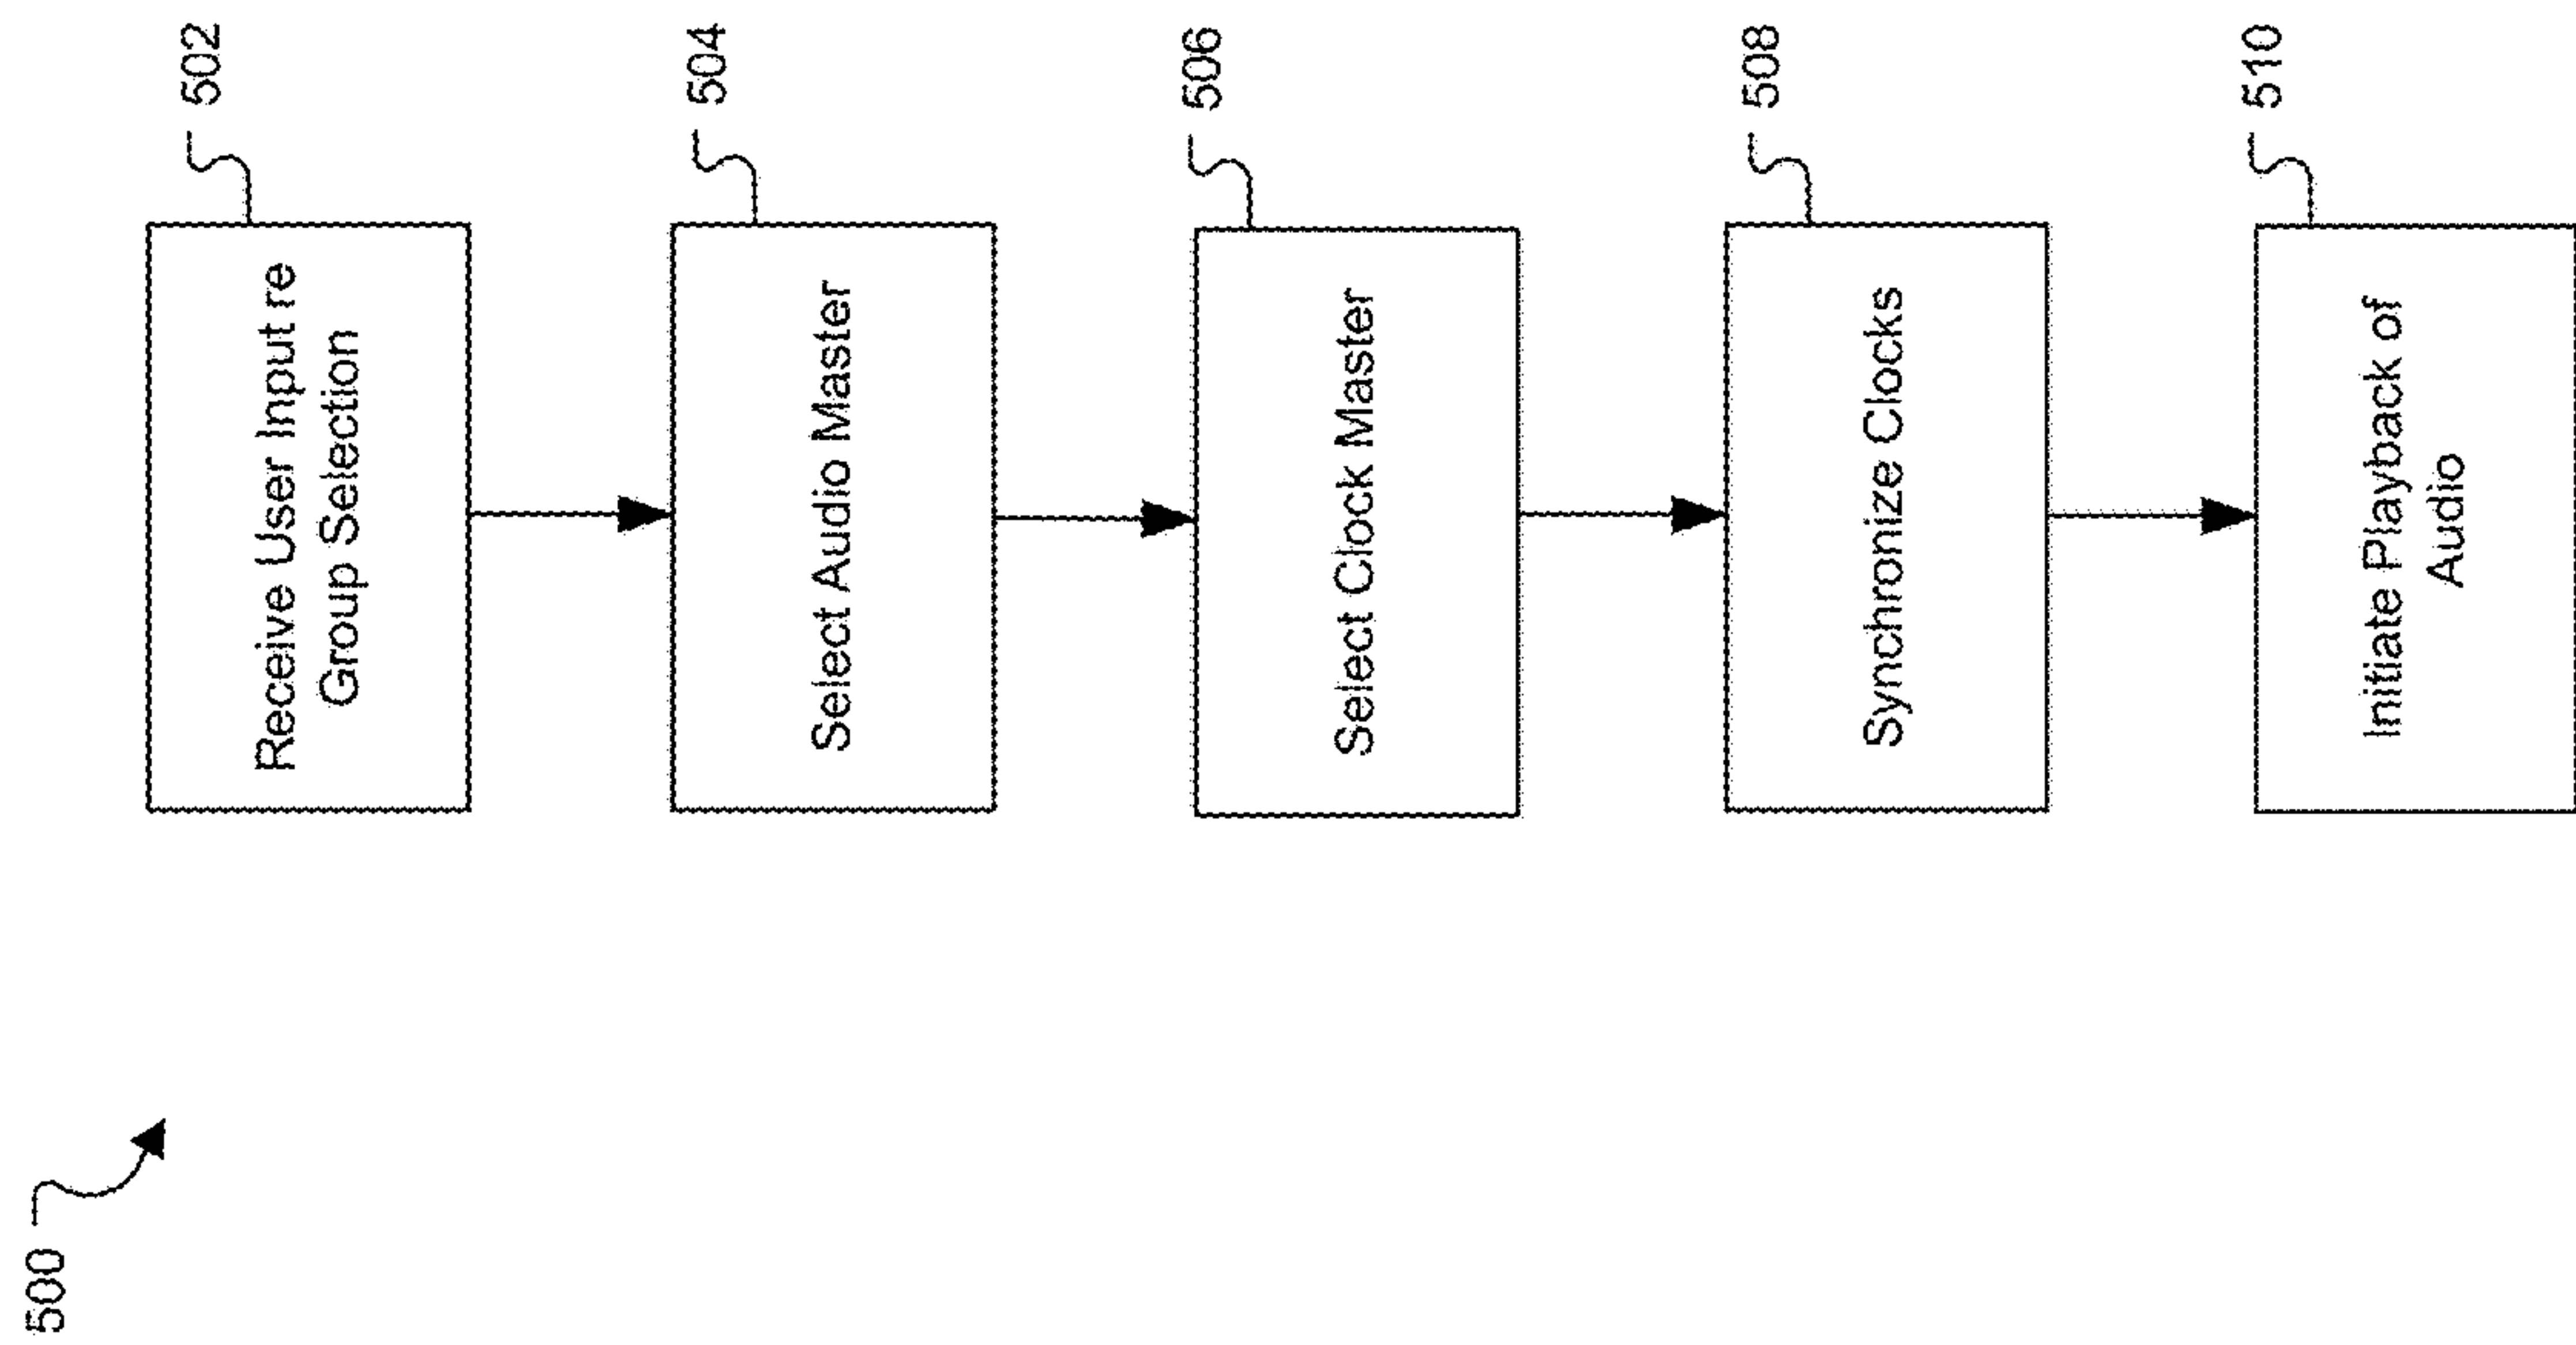 500
502
Receive User Input re
Group Selection
504
Select Audio Master
506
Select Clock Master
508
Synchronize Clocks
510
Initiate Playback of
Audio